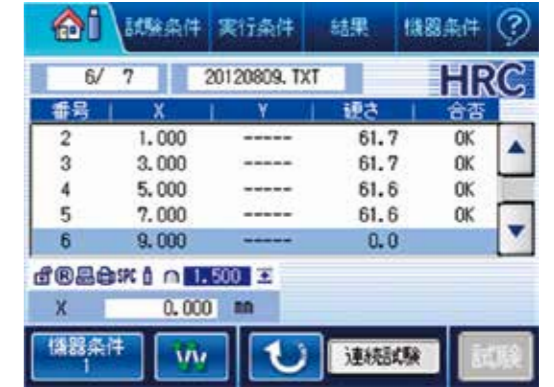 試験条件 実行条件 結果 機器条件 ?
6/ 7 20120809.TXT HRC
番号 X Y 硬さ 合否
2 1.000 ----- 61.7 OK
3 3.000 ----- 61.7 OK
4 5.000 ----- 61.6 OK
5 7.000 ----- 61.6 OK
6 9.000 ----- 0.0
R SPC 1.500
X 0.000 mm
機器条件 連続試験 試験
1